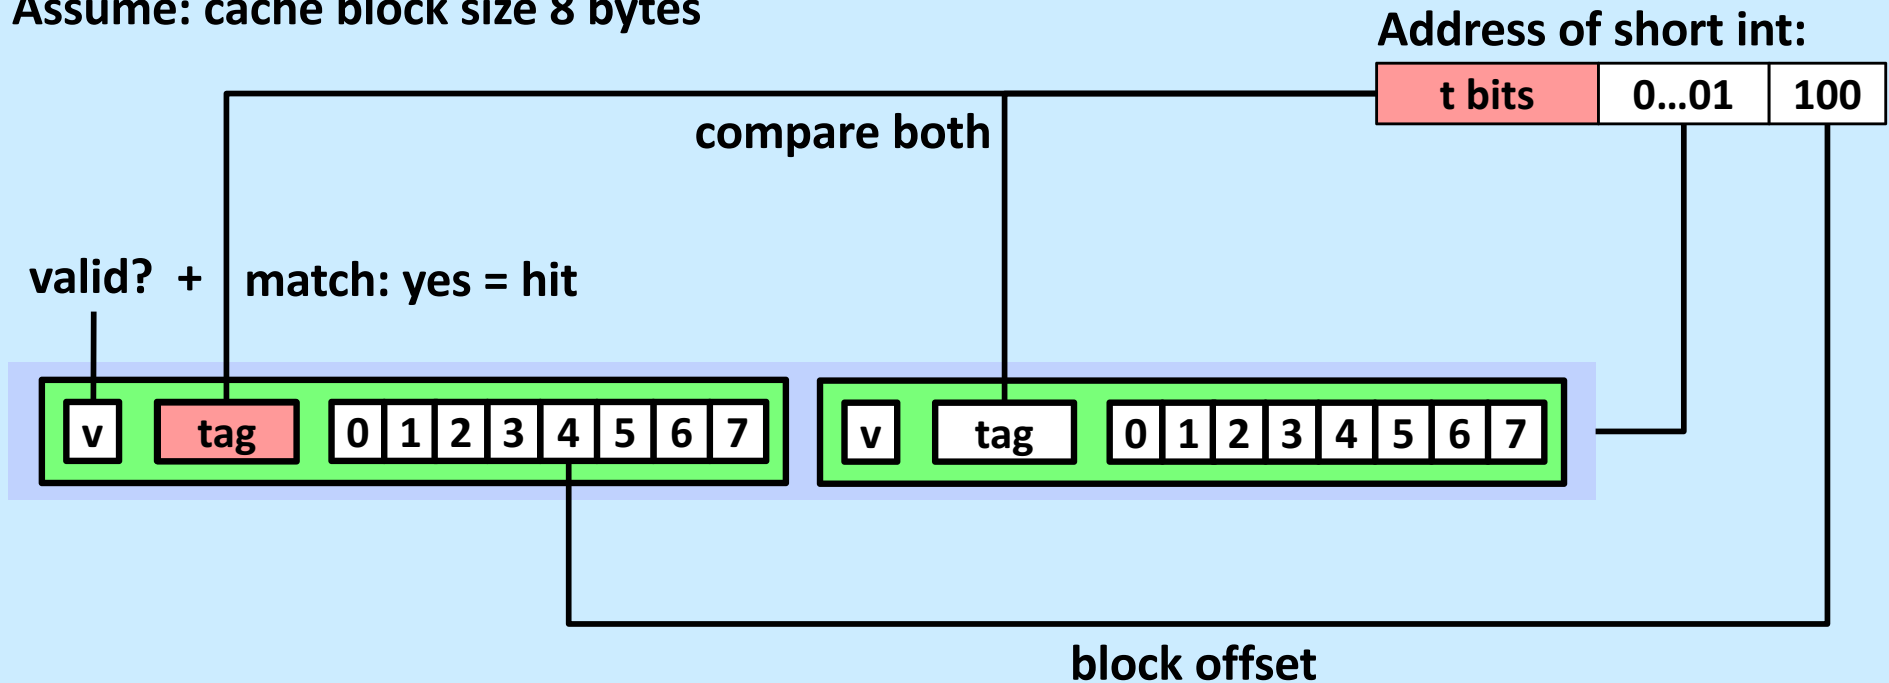 Assume: cache block size 8 bytes
Address of short int:
t bits 0...01 100
compare both
valid? + match: yes = hit
v tag 0 1 2 3 4 5 6 7 v tag 0 1 2 3 4 5 6 7
block offset